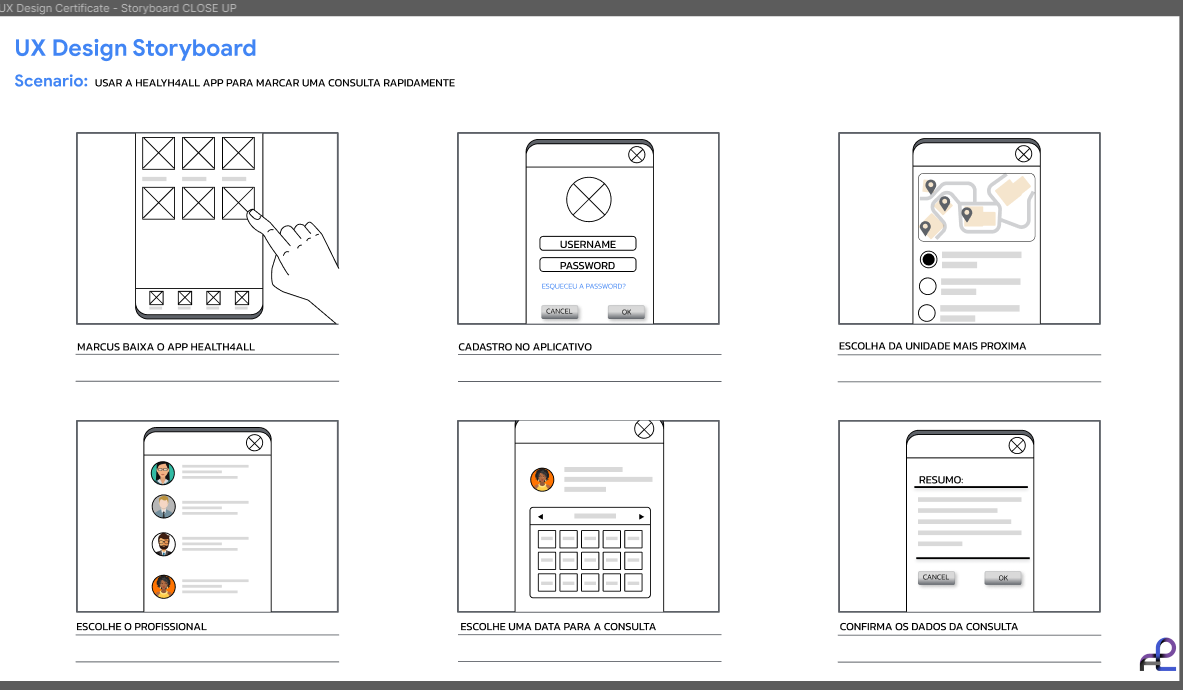 UX Design Certificate - Storyboard CLOSE UP
UX Design Storyboard
Scenario: USAR A HEALYH4ALL APP PARA MARCAR UMA CONSULTA RAPIDAMENTE
USERNAME
PASSWORD
ESQUECEU A PASSWORD?
CANCEL OK
MARCUS BAIXA O APP HEALTH4ALL
CADASTRO NO APLICATIVO
ESCOLHA DA UNIDADE MAIS PROXIMA
RESUMO:
CANCEL OK
ESCOLHE O PROFISSIONAL
ESCOLHE UMA DATA PARA A CONSULTA
CONFIRMA OS DADOS DA CONSULTA